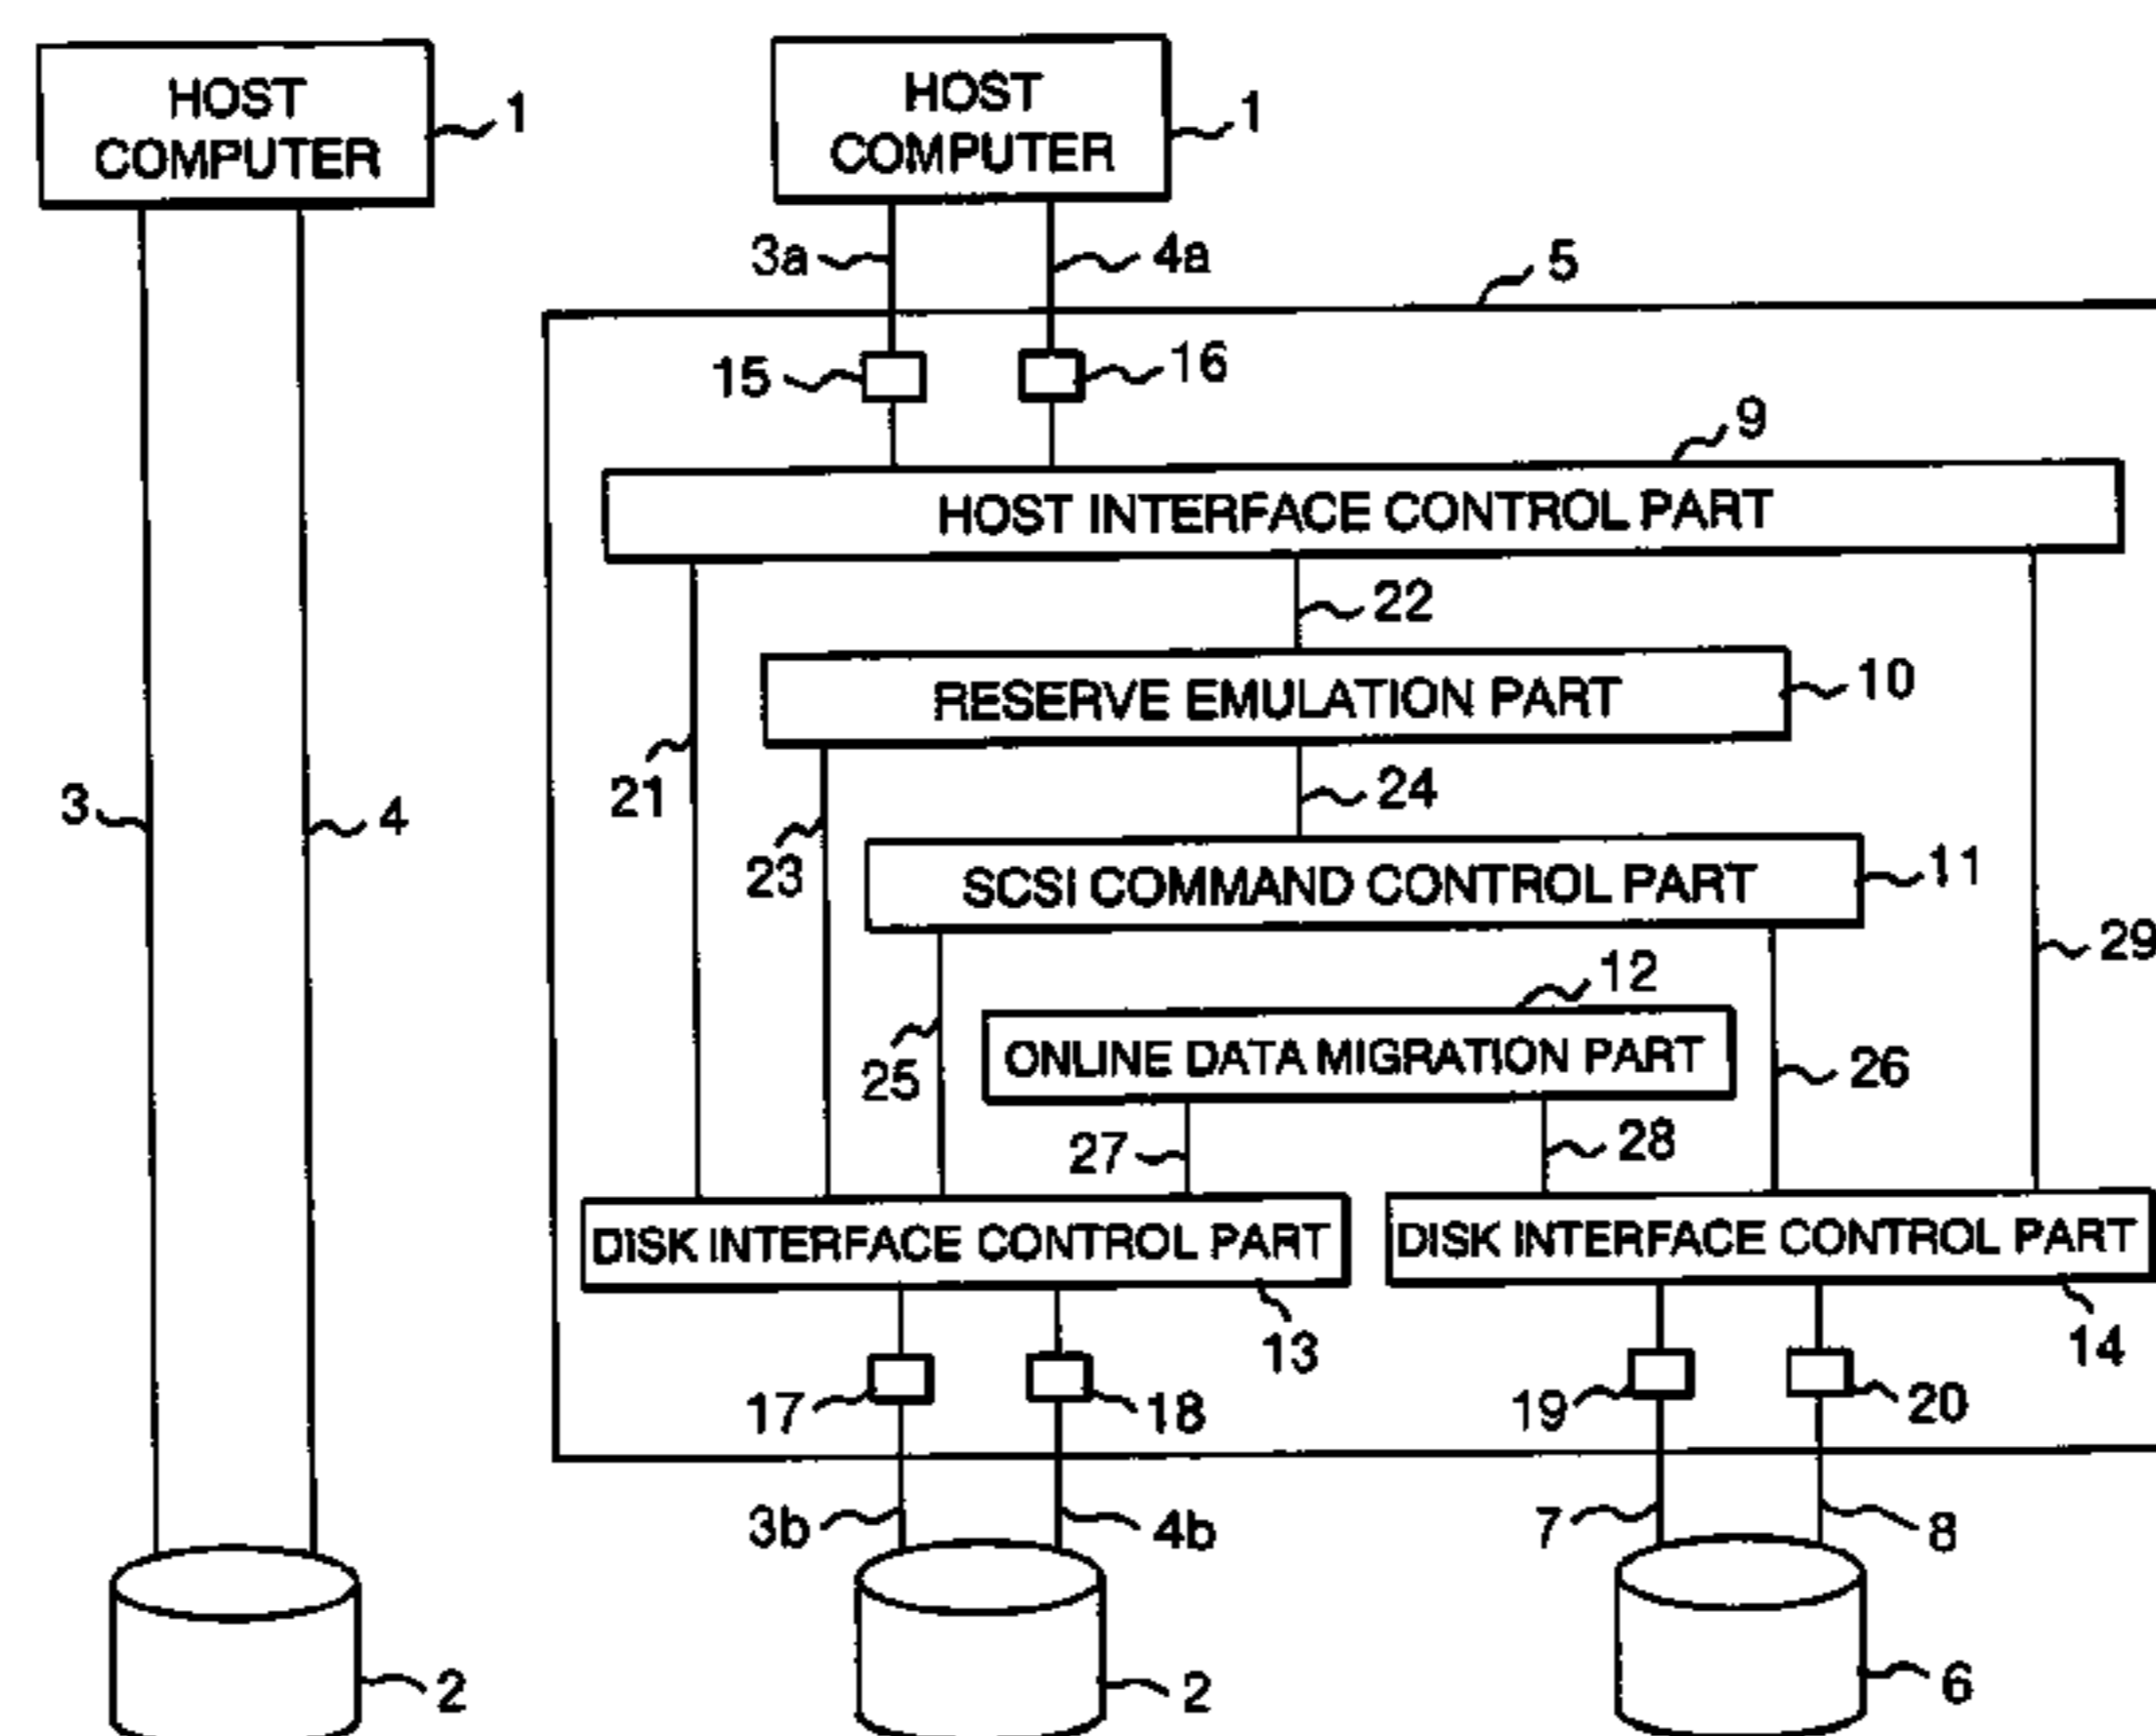 HOST
COMPUTER
1
HOST
COMPUTER
1
3a
4a
5
15
16
9
HOST INTERFACE CONTROL PART
22
RESERVE EMULATION PART
10
21
24
3
4
23
SCSI COMMAND CONTROL PART
11
29
12
25
ONLINE DATA MIGRATION PART
26
27
28
DISK INTERFACE CONTROL PART
DISK INTERFACE CONTROL PART
13
14
17
18
19
20
3b
4b
7
8
2
2
6